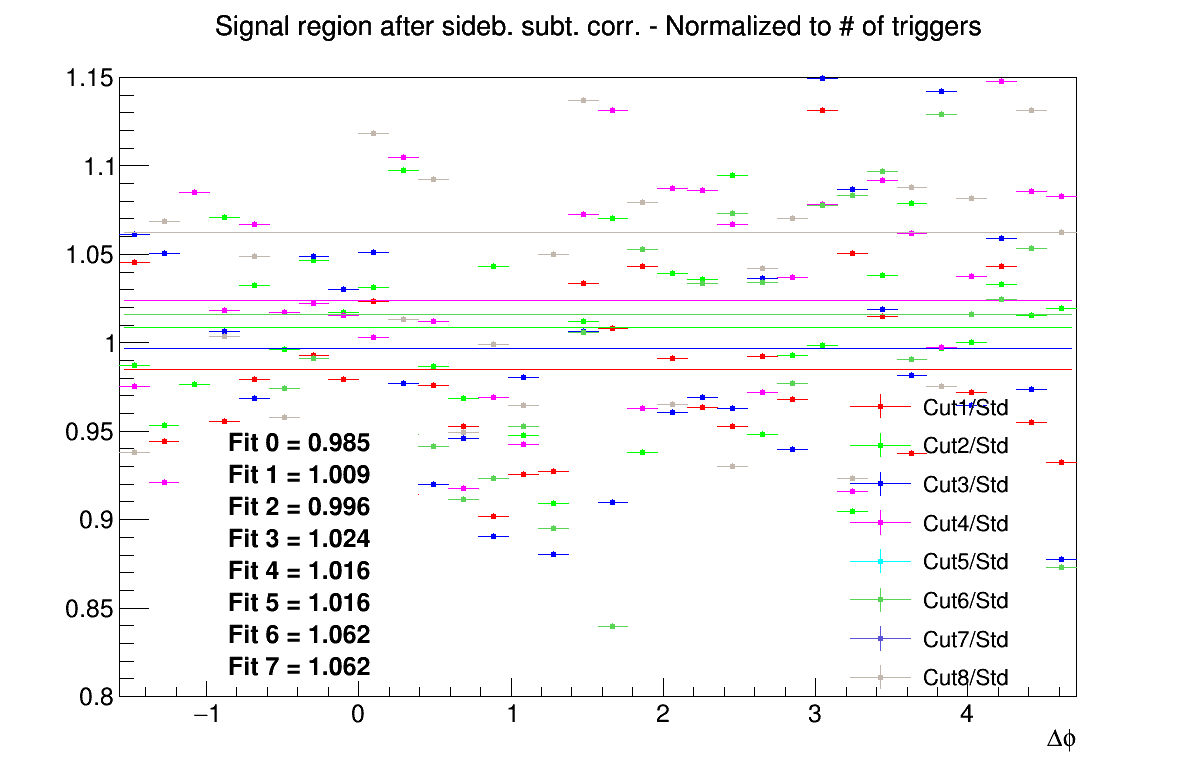 Signal region after sideb. subt. corr. - Normalized to # of triggers
1.15
1.1
1.05
1
0.95
0.9
0.85
0.8
Fit 0 = 0.985
Fit 1 = 1.009
Fit 2 = 0.996
Fit 3 = 1.024
Fit 4 = 1.016
Fit 5 = 1.016
Fit 6 = 1.062
Fit 7 = 1.062
Cut1/Std
Cut2/Std
Cut3/Std
Cut4/Std
Cut5/Std
Cut6/Std
Cut7/Std
Cut8/Std
−1 0 1 2 3 4
Δϕ